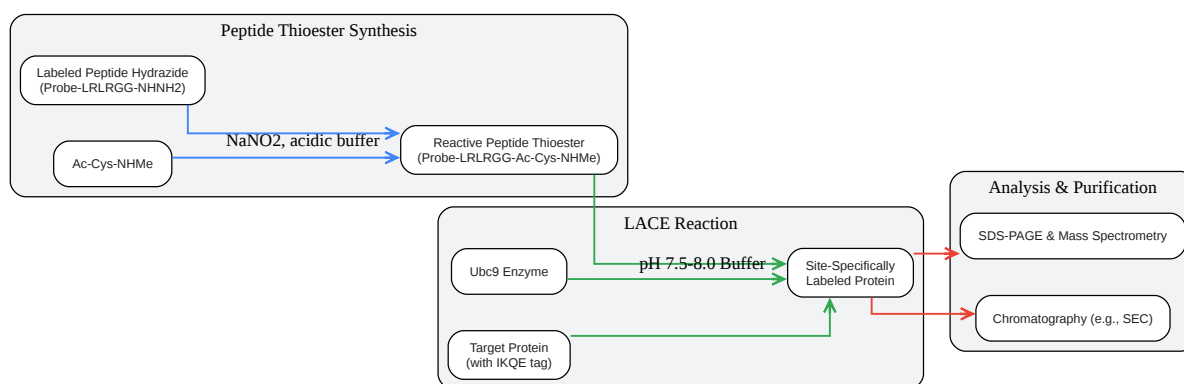 Peptide Thioester Synthesis
Labeled Peptide Hydrazide
(Probe-LRLRGG-NHNH2)
NaNO2, acidic buffer
Ac-Cys-NHMe
Reactive Peptide Thioester
(Probe-LRLRGG-Ac-Cys-NHMe)
LACE Reaction
Ubc9 Enzyme
pH 7.5-8.0 Buffer
Site-Specifically
Labeled Protein
Target Protein
(with IKQE tag)
Analysis & Purification
SDS-PAGE & Mass Spectrometry
Chromatography (e.g., SEC)